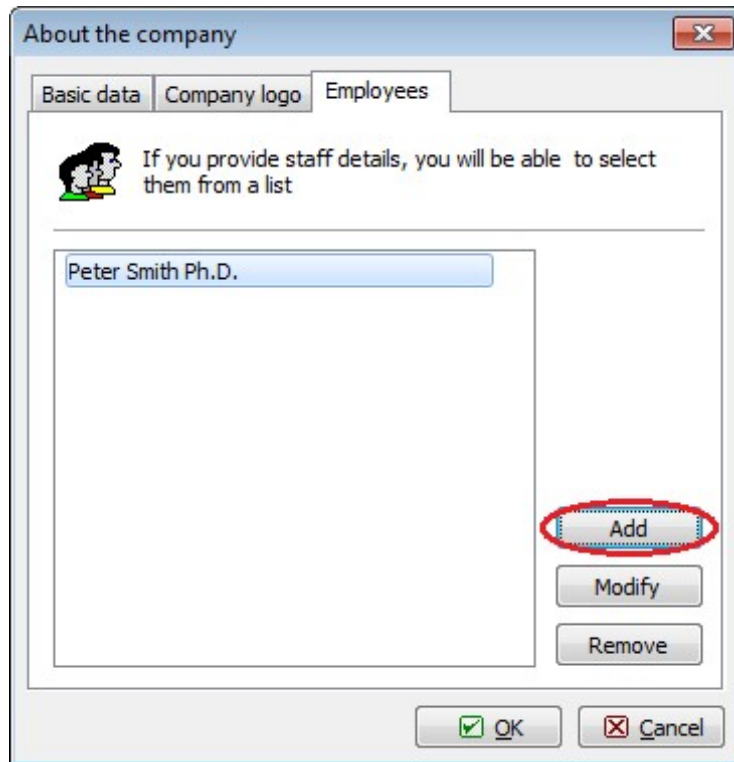 About the company
Basic data Company logo Employees
If you provide staff details, you will be able to select
them from a list
Peter Smith Ph.D.
Add
Modify
Remove
OK Cancel